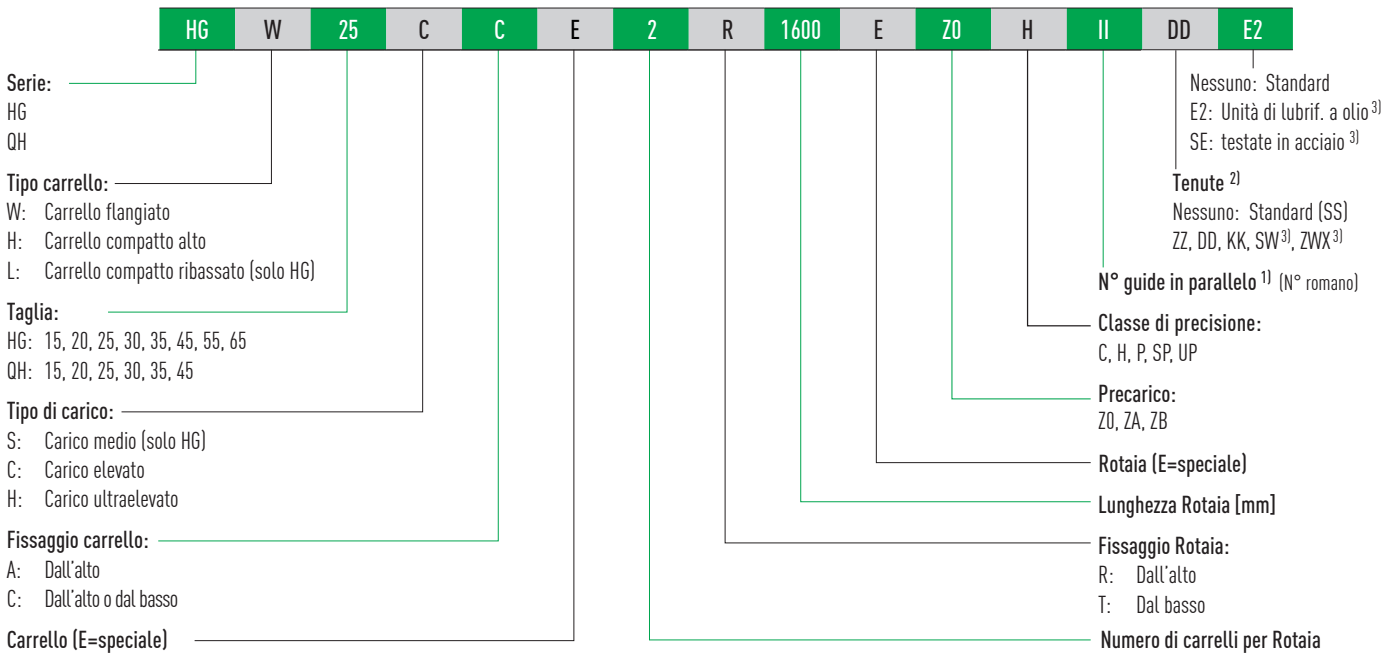 HG W 25 C C E 2 R 1600 E Z0 H II DD E2
Serie:
HG
QH
Tipo carrello:
W: Carrello flangiato
H: Carrello compatto alto
L: Carrello compatto ribassato (solo HG)
Taglia:
HG: 15, 20, 25, 30, 35, 45, 55, 65
QH: 15, 20, 25, 30, 35, 45
Tipo di carico:
S: Carico medio (solo HG)
C: Carico elevato
H: Carico ultraelevato
Fissaggio carrello:
A: Dall'alto
C: Dall'alto o dal basso
Carrello (E=speciale)
Nessuno: Standard
E2: Unità di lubrif. a olio 3)
SE: testate in acciaio 3)
Tenute 2)
Nessuno: Standard (SS)
ZZ, DD, KK, SW 3), ZWX 3)
N° guide in parallelo 1) (N° romano)
Classe di precisione:
C, H, P, SP, UP
Precarico:
Z0, ZA, ZB
Rotaia (E=speciale)
Lunghezza Rotaia [mm]
Fissaggio Rotaia:
R: Dall'alto
T: Dal basso
Numero di carrelli per Rotaia